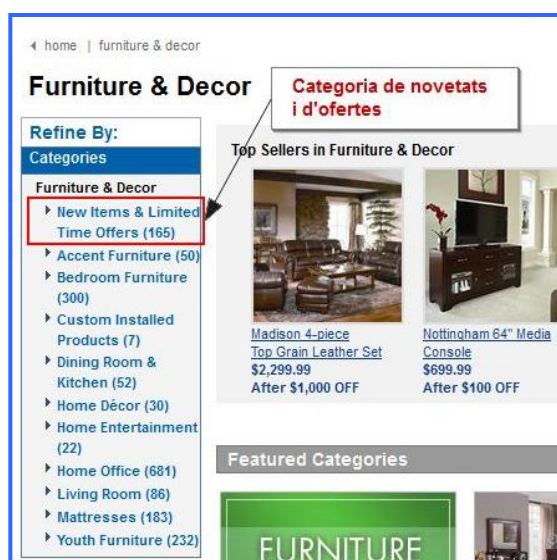 home | furniture & decor
Furniture & Decor
Categoria de novetats
i d'ofertes
Refine By:
Categories
Furniture & Decor
New Items & Limited
Time Offers (165)
Accent Furniture (50)
Bedroom Furniture
(300)
Custom Installed
Products (7)
Dining Room &
Kitchen (52)
Home Décor (30)
Home Entertainment
(22)
Home Office (681)
Living Room (86)
Mattresses (183)
Youth Furniture (232)
Top Sellers in Furniture & Decor
Madison 4-piece
Top Grain Leather Set
$2,299.99
After $1,000 OFF
Nottingham 64" Media
Console
$699.99
After $100 OFF
Featured Categories
FURNITURE